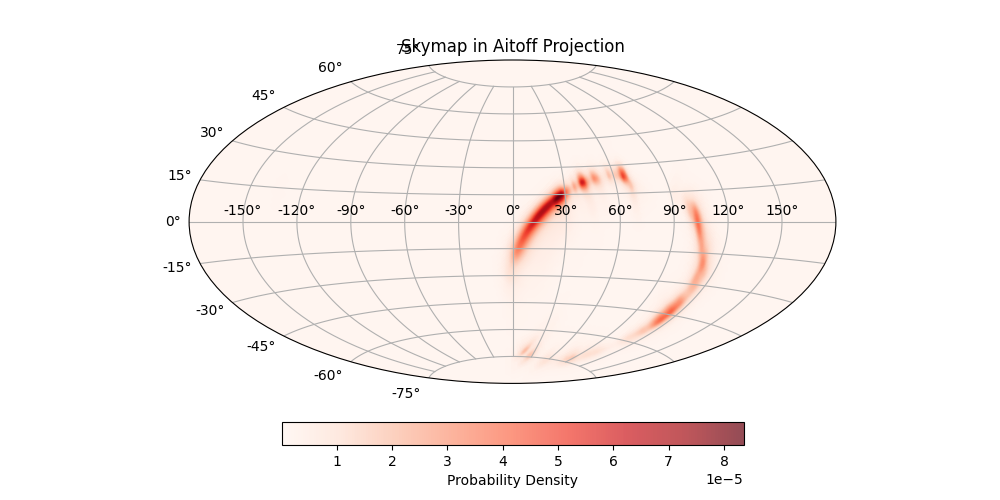 Skymap in Aitoff Projection
75°
60°
45°
30°
15°
-150° -120° -90° -60° -30° 0° 30° 60° 90° 120° 150°
0°
-15°
-30°
-45°
-60°
-75°
1 2 3 4 5 6 7 8
1e−5
Probability Density